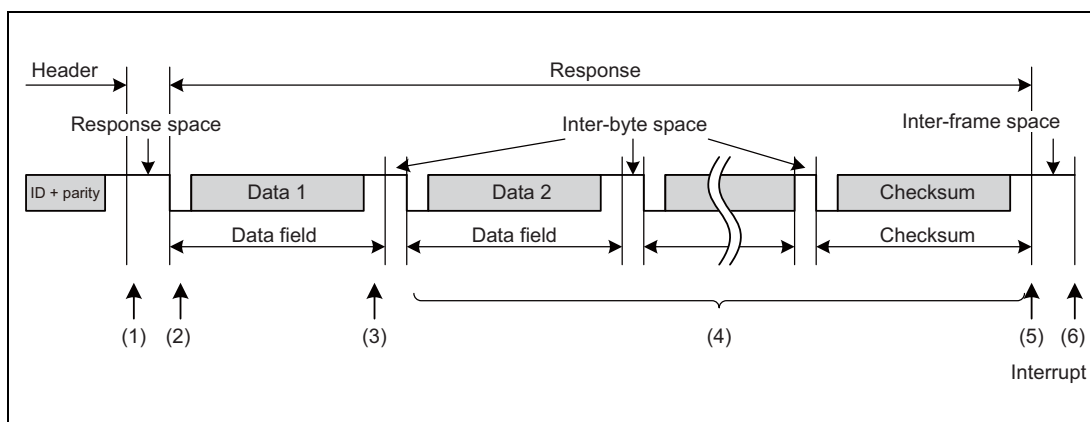 Header
Response
Response space
Inter-byte space
Inter-frame space
ID + parity
Data 1
Data 2
Checksum
Data field
Data field
Checksum
(1)
(2)
(3)
(4)
(5)
(6)
Interrupt